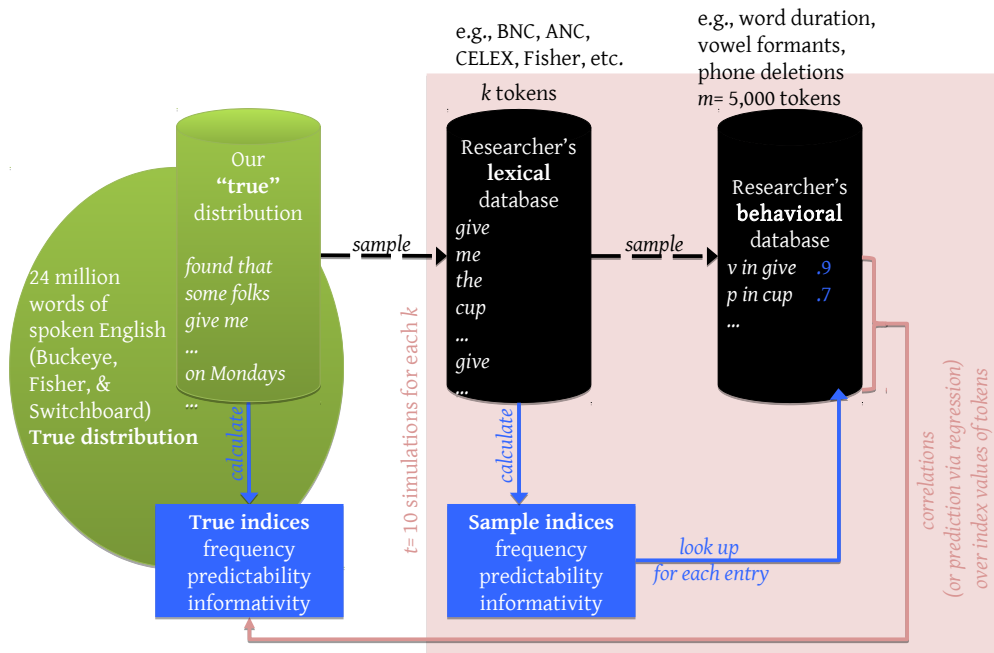 e.g., BNC, ANC,
CELEX, Fisher, etc.
k tokens
e.g., word duration,
vowel formants,
phone deletions
m= 5,000 tokens
Our
“true”
distribution
found that
some folks
give me
...
on Mondays
...
24 million
words of
spoken English
(Buckeye,
Fisher, &
Switchboard)
True distribution
sample
Researcher’s
lexical
database
give
me
the
cup
...
give
...
sample
Researcher’s
behavioral
database
v in give .9
p in cup .7
...
t= 10 simulations for each k
calculate
calculate
True indices
frequency
predictability
informativity
Sample indices
frequency
predictability
informativity
look up
for each entry
correlations
(or prediction via regression)
over index values of tokens